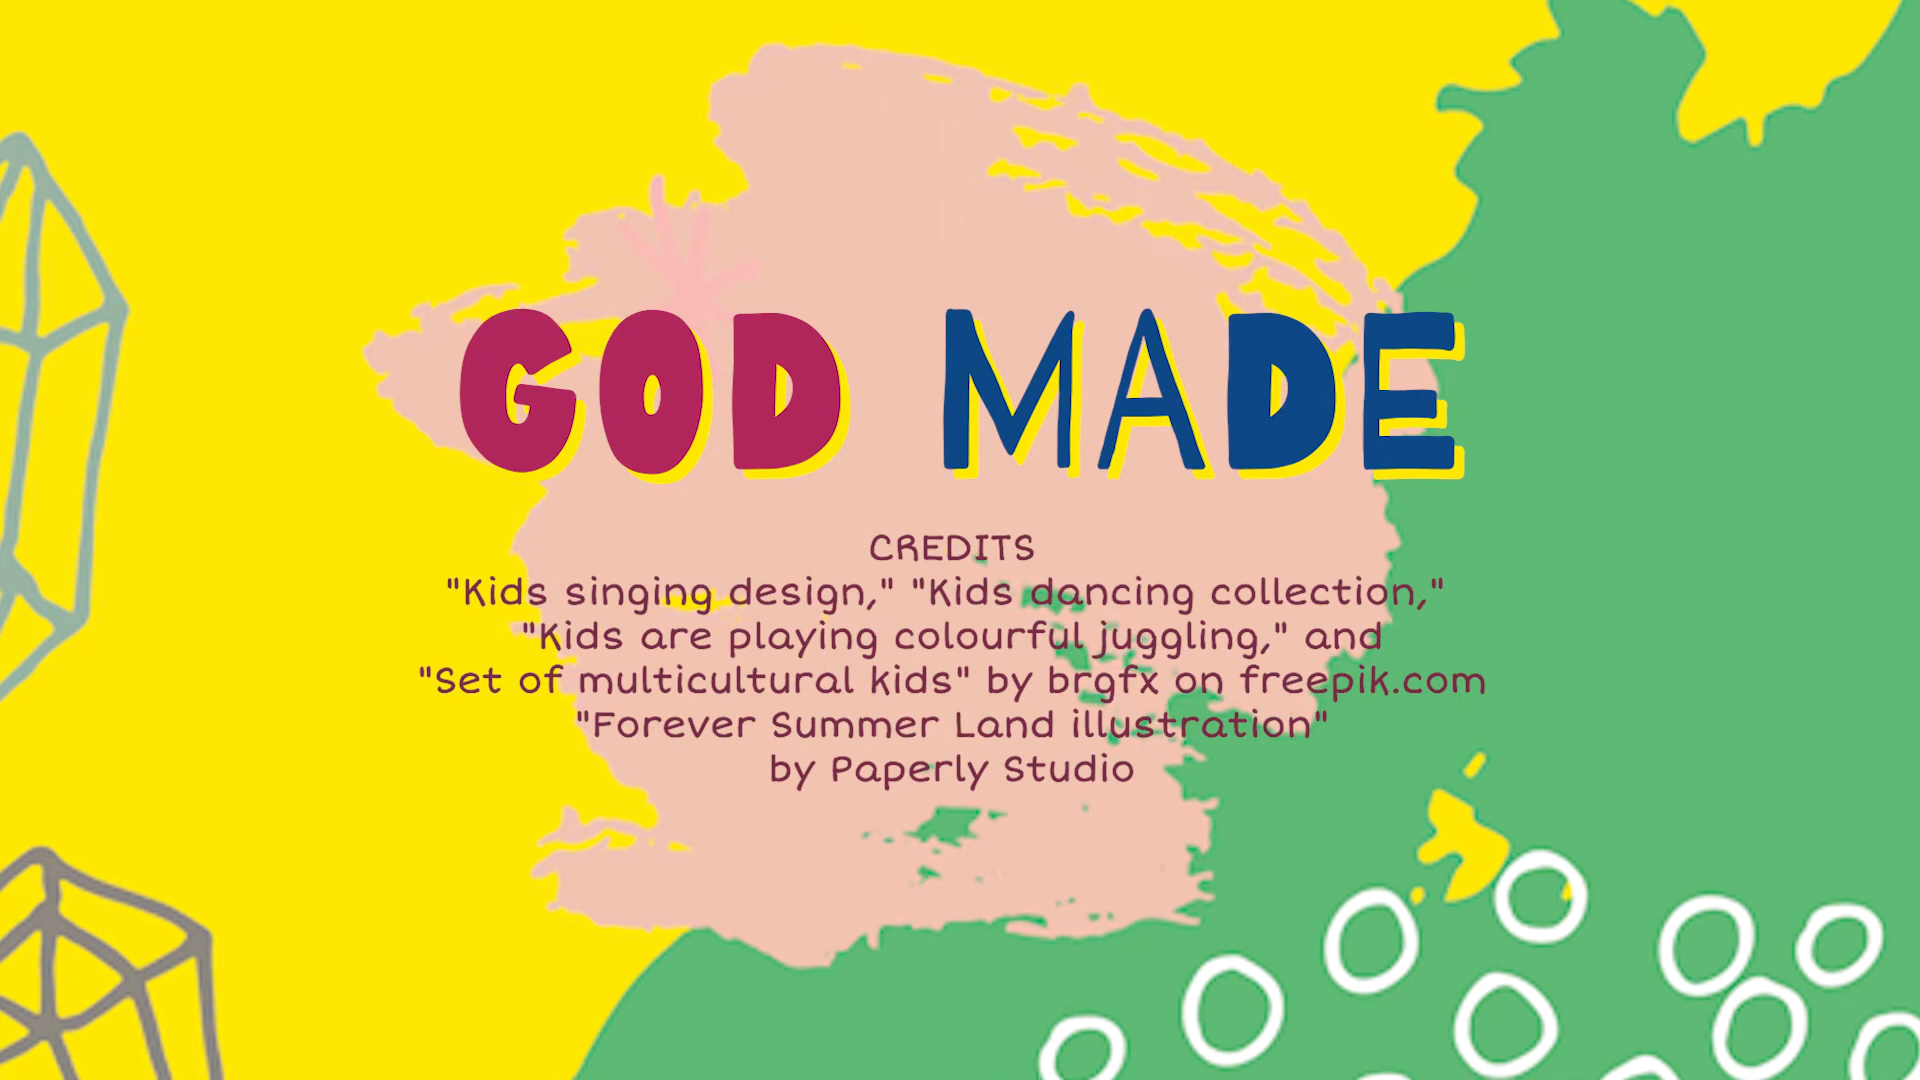 GOD MADE
CREDITS
"Kids singing design," "Kids dancing collection,"
"Kids are playing colourful juggling," and
"Set of multicultural kids" by brgfx on freepik.com
"Forever Summer Land illustration"
by Paperly Studio